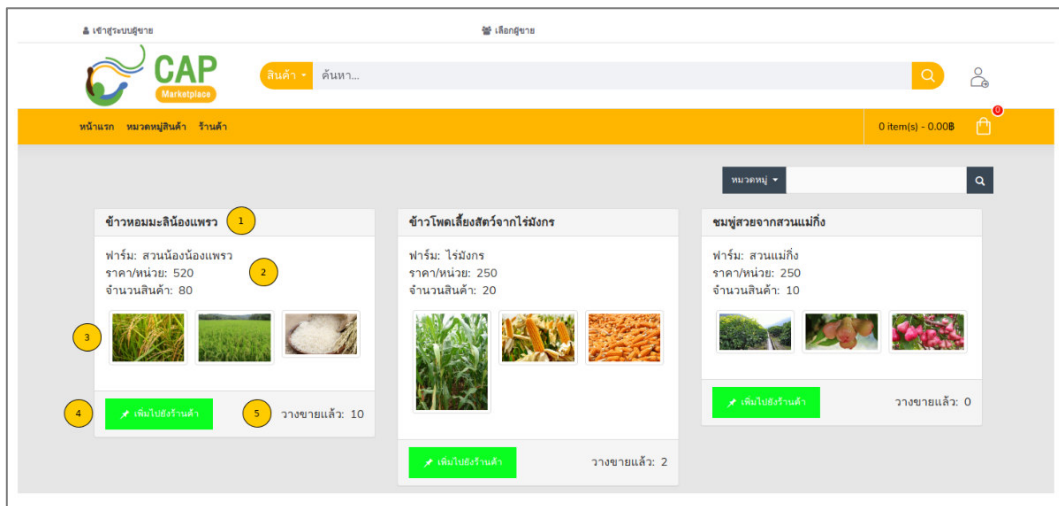 เข้าสู่ระบบผู้ขาย
เลือกผู้ขาย
CAP
Marketplace
สินค้า
ค้นหา...
0
หน้าแรก หมวดหมู่สินค้า ร้านค้า
0 item(s) - 0.00฿
หมวดหมู่
ข้าวหอมมะลิน้องแพรว
1
ฟาร์ม: สวนน้องน้องแพรว
ราคา/หน่วย: 520
2
จำนวนสินค้า: 80
3
4
เพิ่มไปยังร้านค้า
5
วางขายแล้ว: 10
ข้าวโพดเลี้ยงสัตว์จากไร่มังกร
ฟาร์ม: ไร่มังกร
ราคา/หน่วย: 250
จำนวนสินค้า: 20
เพิ่มไปยังร้านค้า
วางขายแล้ว: 2
ชมพู่สวยจากสวนแม่กิ่ง
ฟาร์ม: สวนแม่กิ่ง
ราคา/หน่วย: 250
จำนวนสินค้า: 10
เพิ่มไปยังร้านค้า
วางขายแล้ว: 0